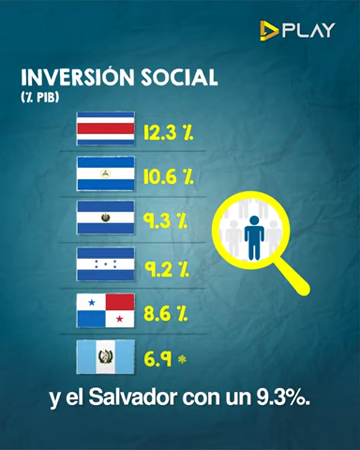 PLAY
INVERSIÓN SOCIAL
(% PIB)
12.3 %
10.6 %
9.3 %
9.2 %
8.6 %
6.9 *
y el Salvador con un 9.3%.